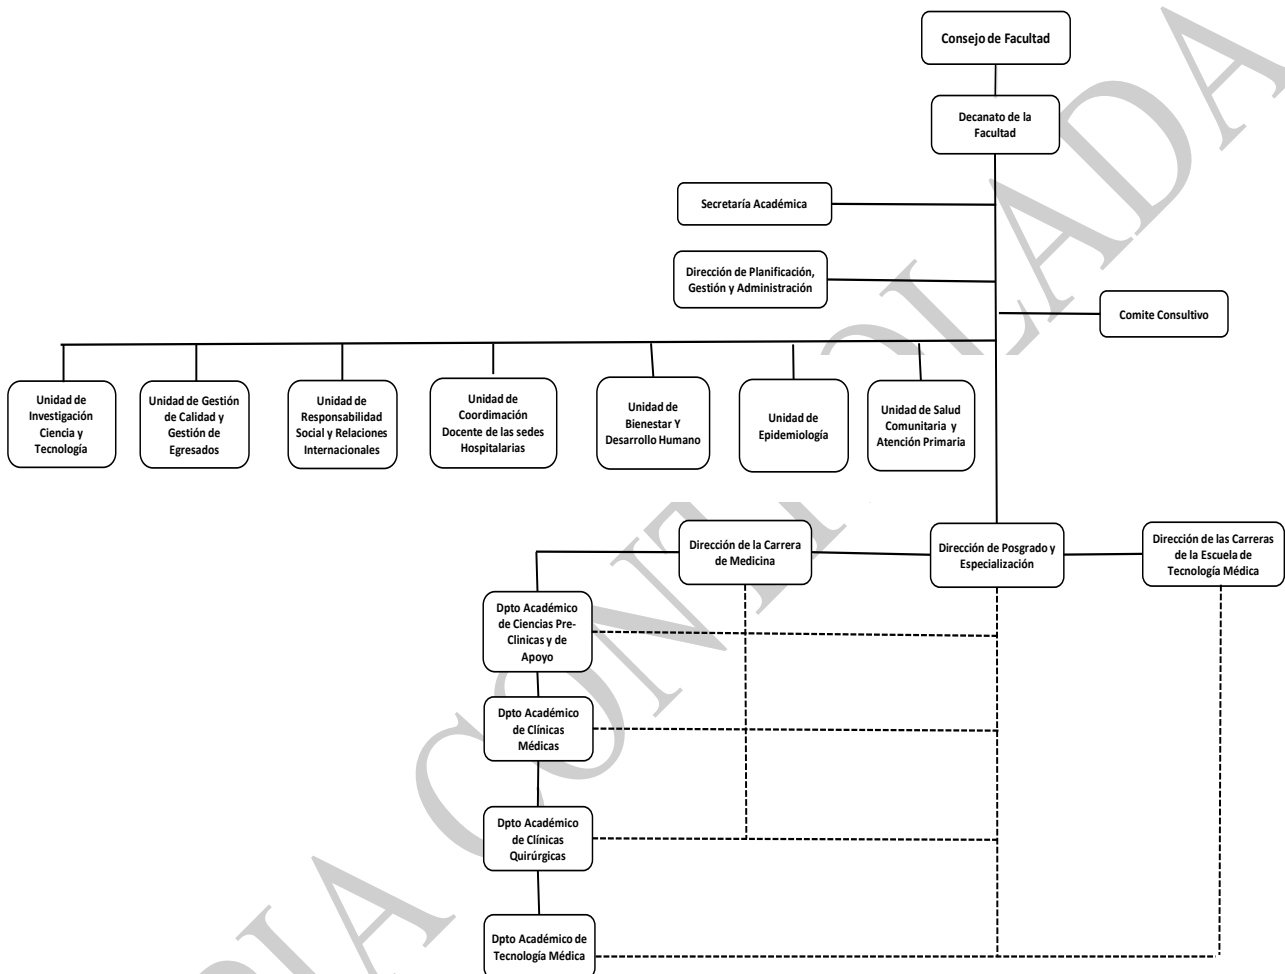 Consejo de Facultad
Decanato de la
Facultad
Secretaría Académica
Dirección de Planificación,
Gestión y Administración
Comite Consultivo
Unidad de
Investigación
Ciencia y
Tecnología
Unidad de Gestión
de Calidad y
Gestión de
Egresados
Unidad de
Responsabilidad
Social y Relaciones
Internacionales
Unidad de
Coordimación
Docente de las sedes
Hospitalarias
Unidad de
Bienestar Y
Desarrollo Humano
Unidad de
Epidemiología
Unidad de Salud
Comunitaria y
Atención Primaria
Dirección de la Carrera
de Medicina
Dirección de Posgrado y
Especialización
Dirección de las Carreras
de la Escuela de
Tecnología Médica
Dpto Académico
de Ciencias Pre-
Clinicas y de
Apoyo
Dpto Académico
de Clínicas
Médicas
Dpto Académico
de Clínicas
Quirúrgicas
Dpto Académico de
Tecnología Médica